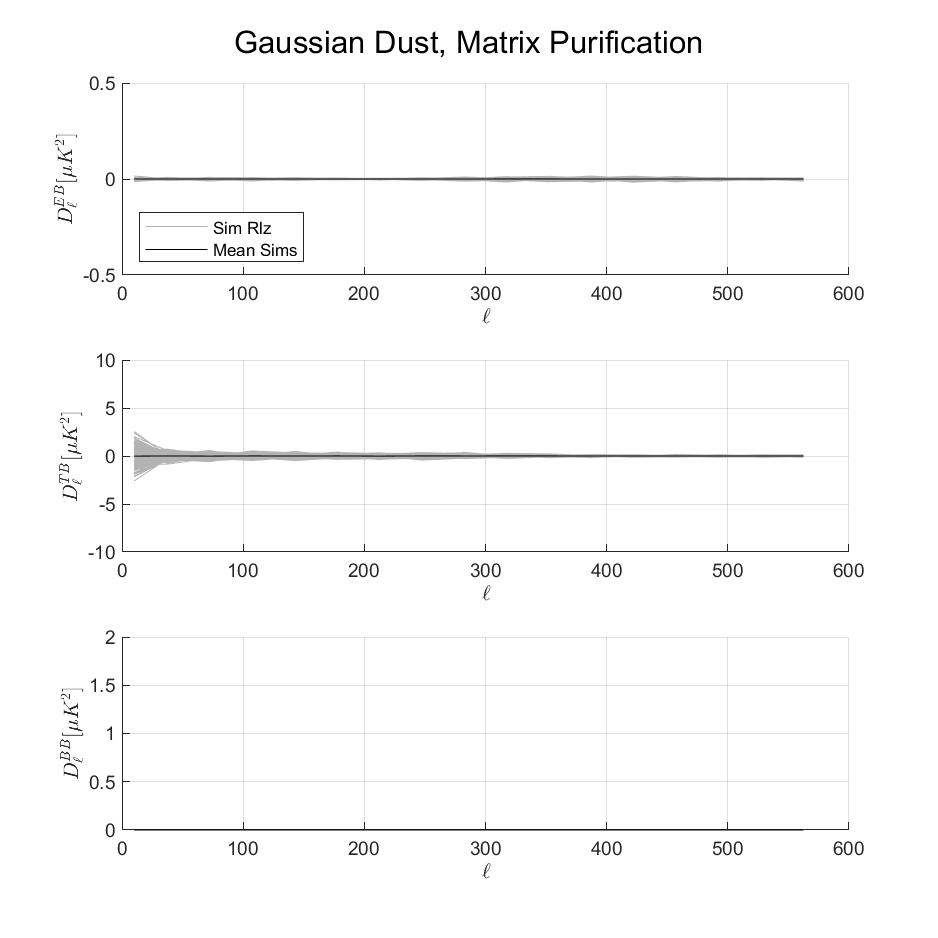 Gaussian Dust, Matrix Purification
0.5
0
-0.5
D_ℓ^{EB}[μK^2]
Sim Rlz
Mean Sims
0 100 200 300 400 500 600
ℓ
10
5
0
-5
-10
D_ℓ^{TB}[μK^2]
0 100 200 300 400 500 600
ℓ
2
1.5
1
0.5
0
D_ℓ^{BB}[μK^2]
0 100 200 300 400 500 600
ℓ